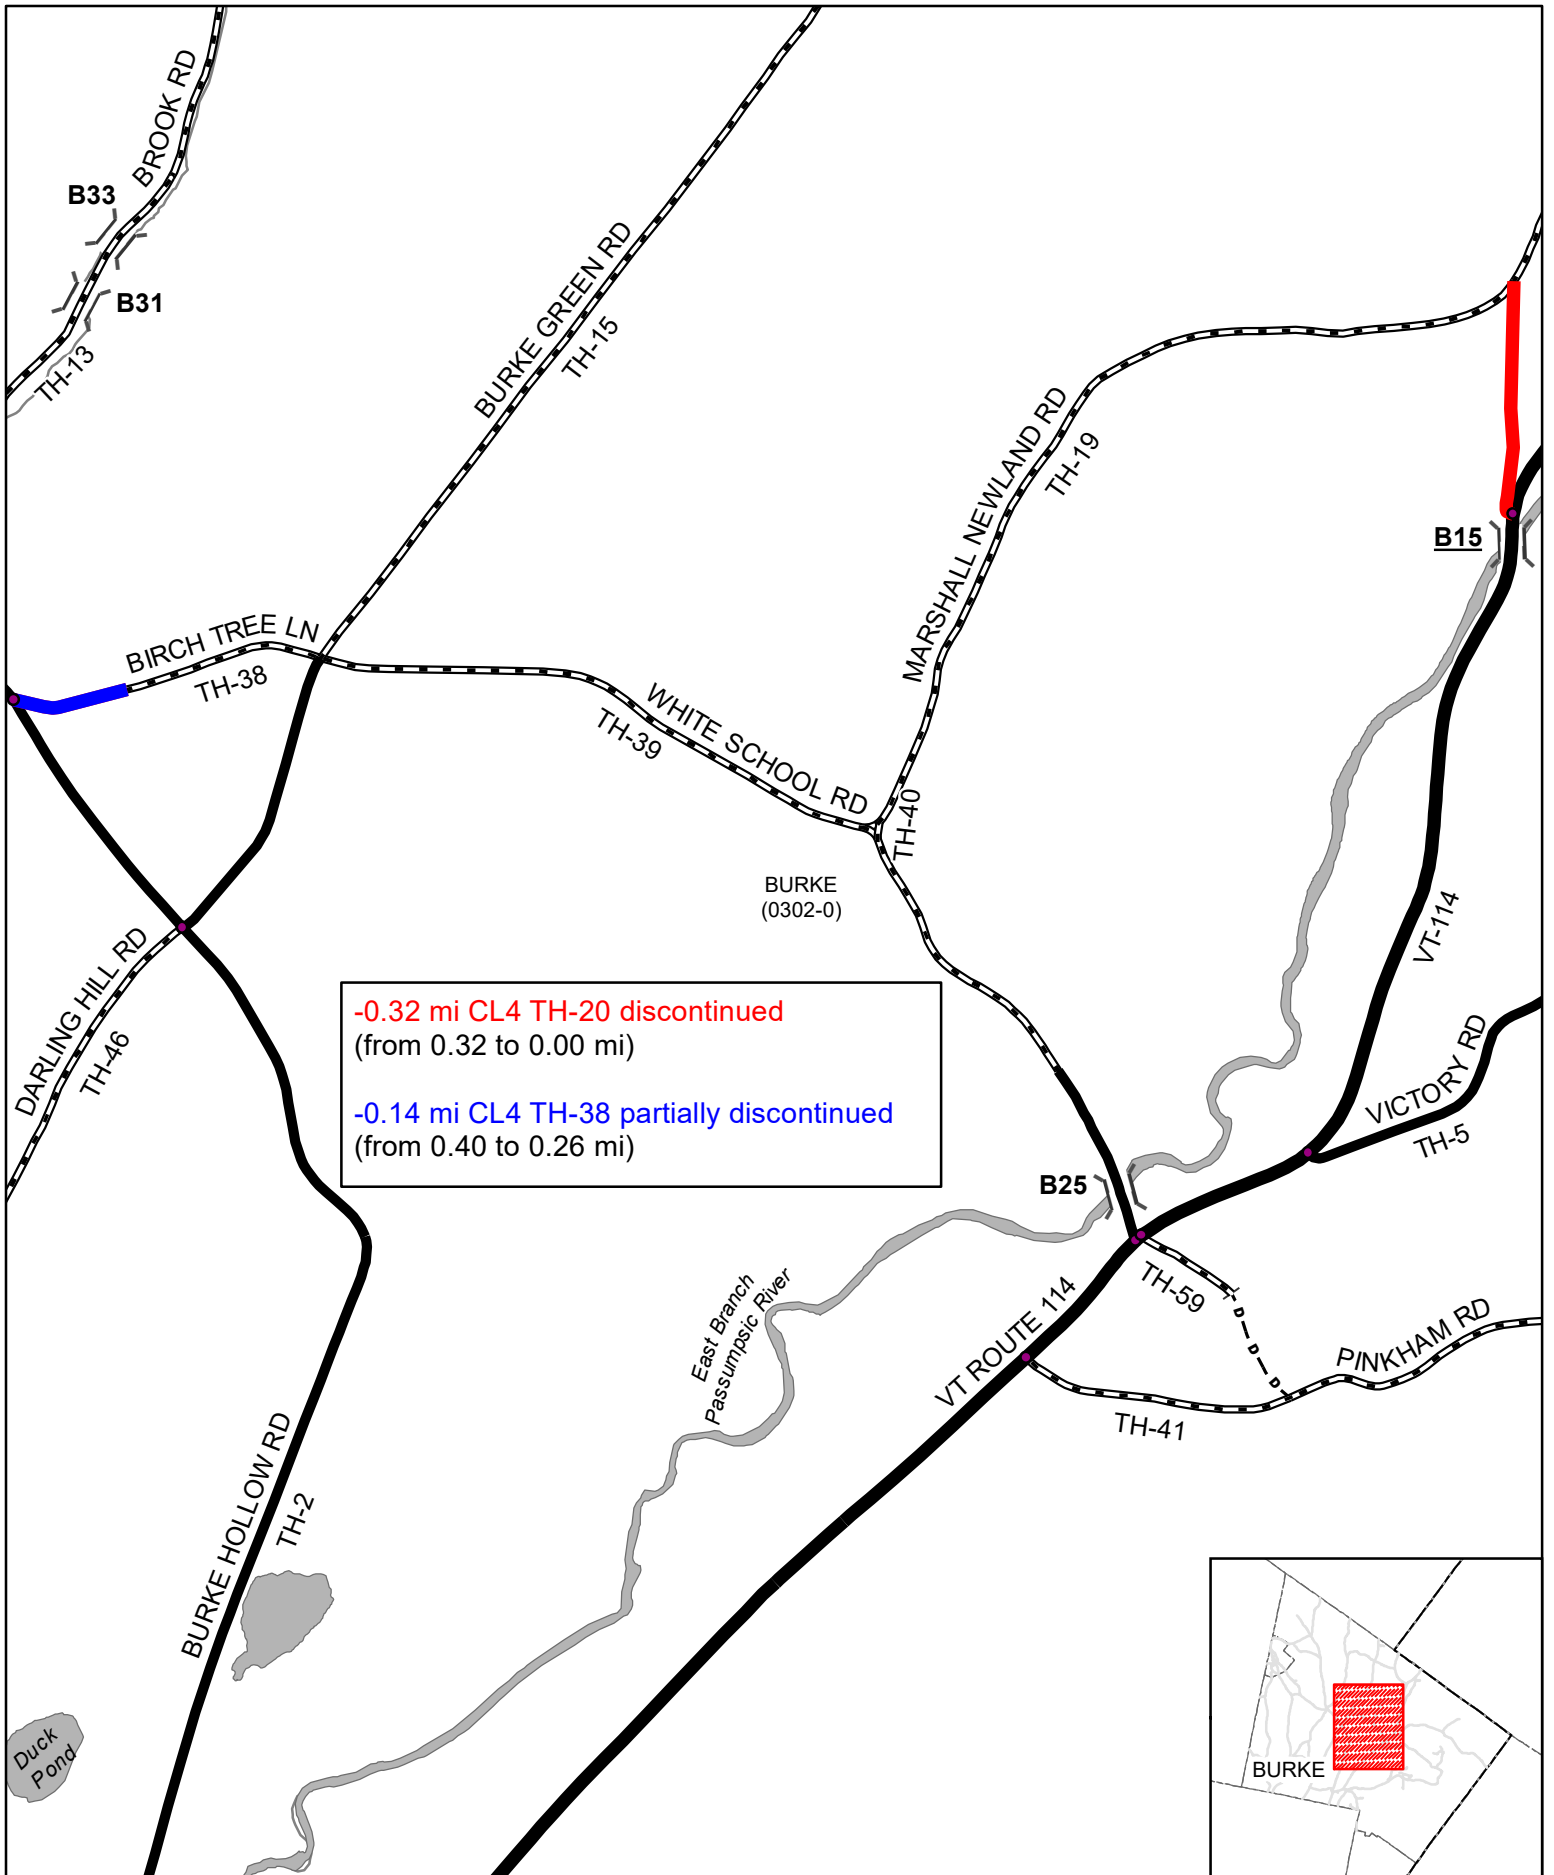 BROOK RD
B33
B31
TH-13
BURKE GREEN RD
TH-15
MARSHALL NEWLAND RD
TH-19
B15
BIRCH TREE LN
TH-38
WHITE SCHOOL RD
TH-39
TH-40
BURKE
(0302-0)
VT-114
DARLING HILL RD
TH-46
-0.32 mi CL4 TH-20 discontinued
(from 0.32 to 0.00 mi)
-0.14 mi CL4 TH-38 partially discontinued
(from 0.40 to 0.26 mi)
VICTORY RD
TH-5
B25
TH-59
D
D
D
East Branch
Passumpsic River
VT ROUTE 114
PINKHAM RD
TH-41
BURKE HOLLOW RD
TH-2
Duck
Pond
BURKE